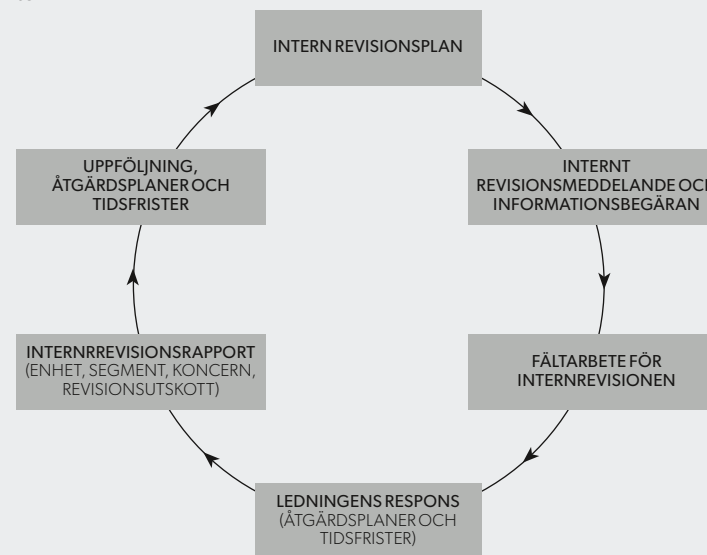 INTERN REVISIONSPLAN
INTERNT
REVISIONSMEDDELANDE OCH
INFORMATIONSBEGÄRAN
FÄLTARBETE FÖR
INTERNREVISIONEN
LEDNINGENS RESPONS
(ÅTGÄRDSPLANER OCH
TIDSFRISTER)
INTERNRREVISIONSRAPPORT
(ENHET, SEGMENT, KONCERN,
REVISIONSUTSKOTT)
UPPFÖLJNING,
ÅTGÄRDSPLANER OCH
TIDSFRISTER